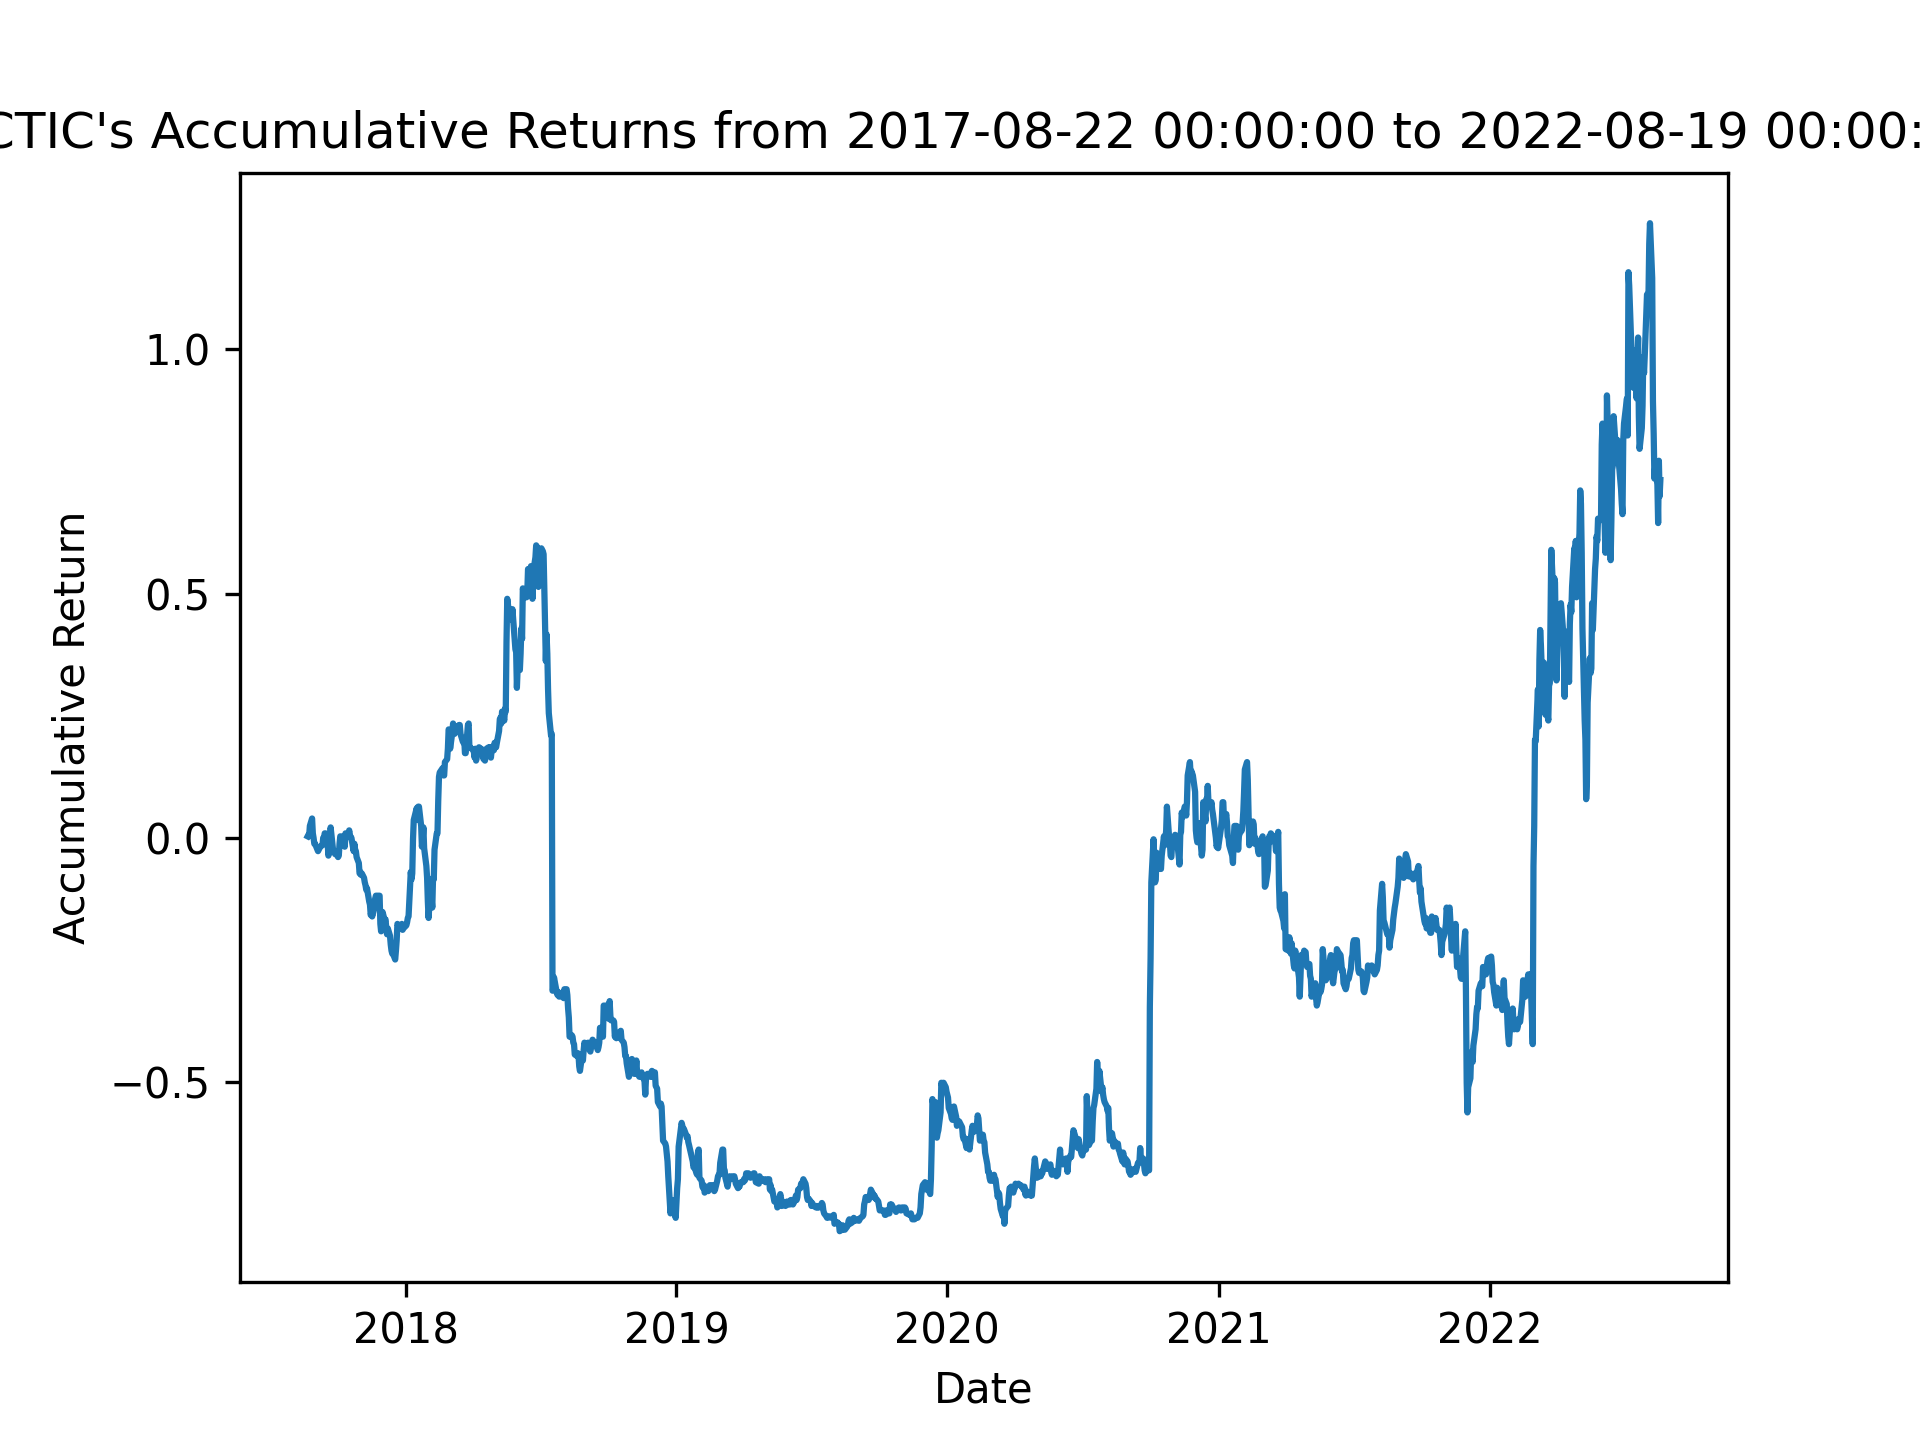 CTIC's Accumulative Returns from 2017-08-22 00:00:00 to 2022-08-19 00:00:
Accumulative Return
1.0
0.5
0.0
−0.5
2018 2019 2020 2021 2022
Date